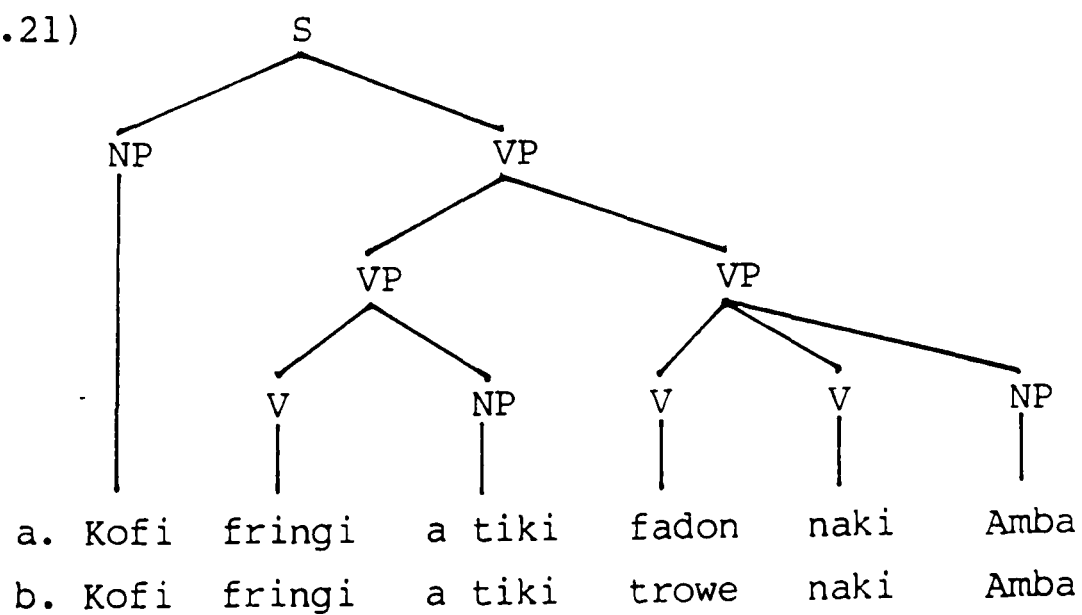 .21) S
NP VP
VP VP
V NP V V NP
a. Kofi fringi a tiki fadon naki Amba
b. Kofi fringi a tiki trowe naki Amba